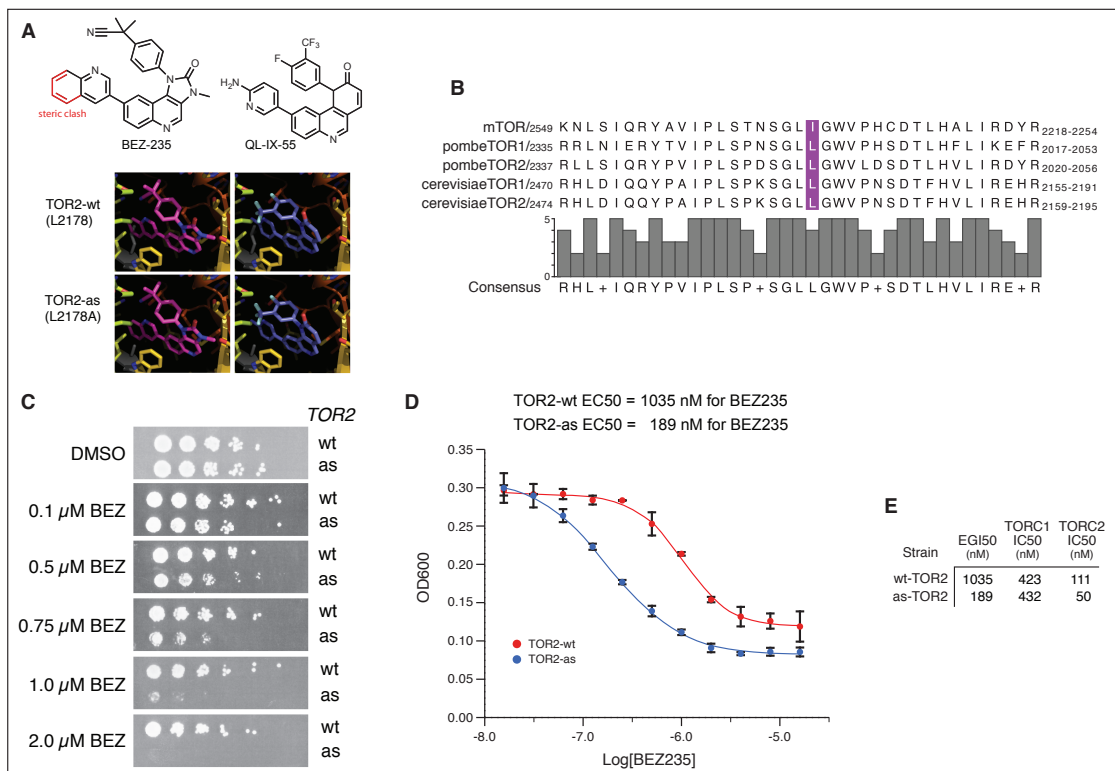 A
N
O
N
N
N
N
steric clash
BEZ-235
CF₃
F
O
H₂N
N
N
QL-IX-55
TOR2-wt
(L2178)
TOR2-as
(L2178A)
B
mTOR/2549 K N L S I Q R Y A V I P L S T N S G L I G W V P H C D T L H A L I R D Y R 2218-2254
pombeTOR1/2335 R R L N I E R Y T V I P L S P N S G L L G W V P H S D T L H F L I K E F R 2017-2053
pombeTOR2/2337 R L L S I Q R Y S V I P L S P D S G L L G W V L D S D T L H V L I R D Y R 2020-2056
cerevisiaeTOR1/2470 R H L D I Q Q Y P A I P L S P K S G L L G W V P N S D T F H V L I R E H R 2155-2191
cerevisiaeTOR2/2474 R H L D I Q Q Y P A I P L S P K S G L L G W V P N S D T F H V L I R E H R 2159-2195
5
0
Consensus R H L + I Q R Y P V I P L S P + S G L L G W V P + S D T L H V L I R E + R
C
TOR2
DMSO wt
as
0.1 µM BEZ wt
as
0.5 µM BEZ wt
as
0.75 µM BEZ wt
as
1.0 µM BEZ wt
as
2.0 µM BEZ wt
as
D
TOR2-wt EC50 = 1035 nM for BEZ235
TOR2-as EC50 = 189 nM for BEZ235
0.35
0.30
0.25
0.20
0.15
0.10
0.05
0.00
OD600
TOR2-wt
TOR2-as
-8.0 -7.0 -6.0 -5.0
Log[BEZ235]
E
Strain EGI50 (nM) TORC1 IC50 (nM) TORC2 IC50 (nM)
wt-TOR2 1035 423 111
as-TOR2 189 432 50